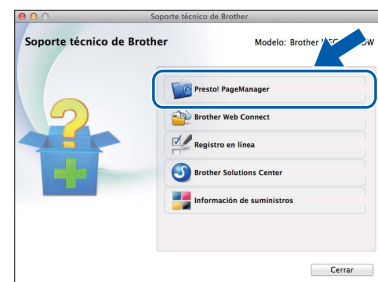 Soporte técnico de Brother
Soporte técnico de Brother
Modelo: Brother
Presto! PageManager
Brother Web Connect
Registro en línea
Brother Solutions Center
Información de suministros
Cerrar